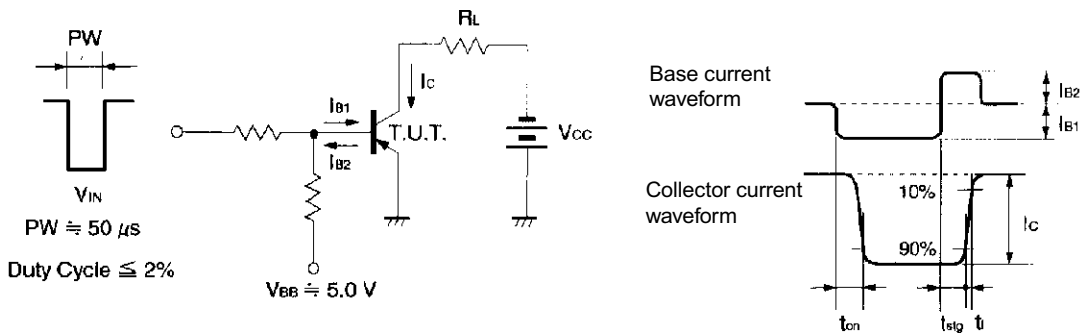 PW
VIN
PW ≒ 50 μs
Duty Cycle ≦ 2%
IB1
IB2
VBB ≒ 5.0 V
RL
IC
T.U.T.
VCC
Base current
waveform
IB2
IB1
Collector current
waveform
10%
90%
IC
ton
tstg
tf